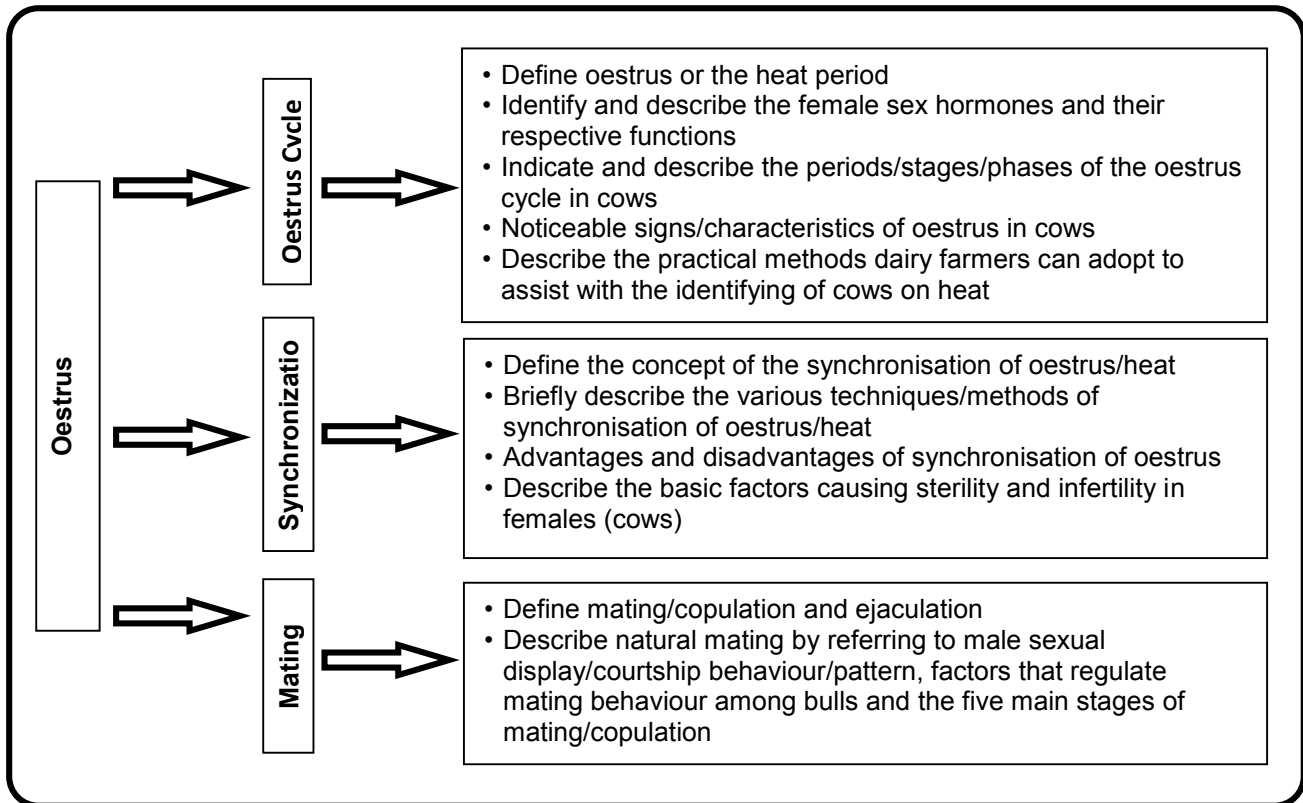 Oestrus
Oestrus Cycle
• Define oestrus or the heat period
• Identify and describe the female sex hormones and their
respective functions
• Indicate and describe the periods/stages/phases of the oestrus
cycle in cows
• Noticeable signs/characteristics of oestrus in cows
• Describe the practical methods dairy farmers can adopt to
assist with the identifying of cows on heat
Synchronizatio
• Define the concept of the synchronisation of oestrus/heat
• Briefly describe the various techniques/methods of
synchronisation of oestrus/heat
• Advantages and disadvantages of synchronisation of oestrus
• Describe the basic factors causing sterility and infertility in
females (cows)
Mating
• Define mating/copulation and ejaculation
• Describe natural mating by referring to male sexual
display/courtship behaviour/pattern, factors that regulate
mating behaviour among bulls and the five main stages of
mating/copulation